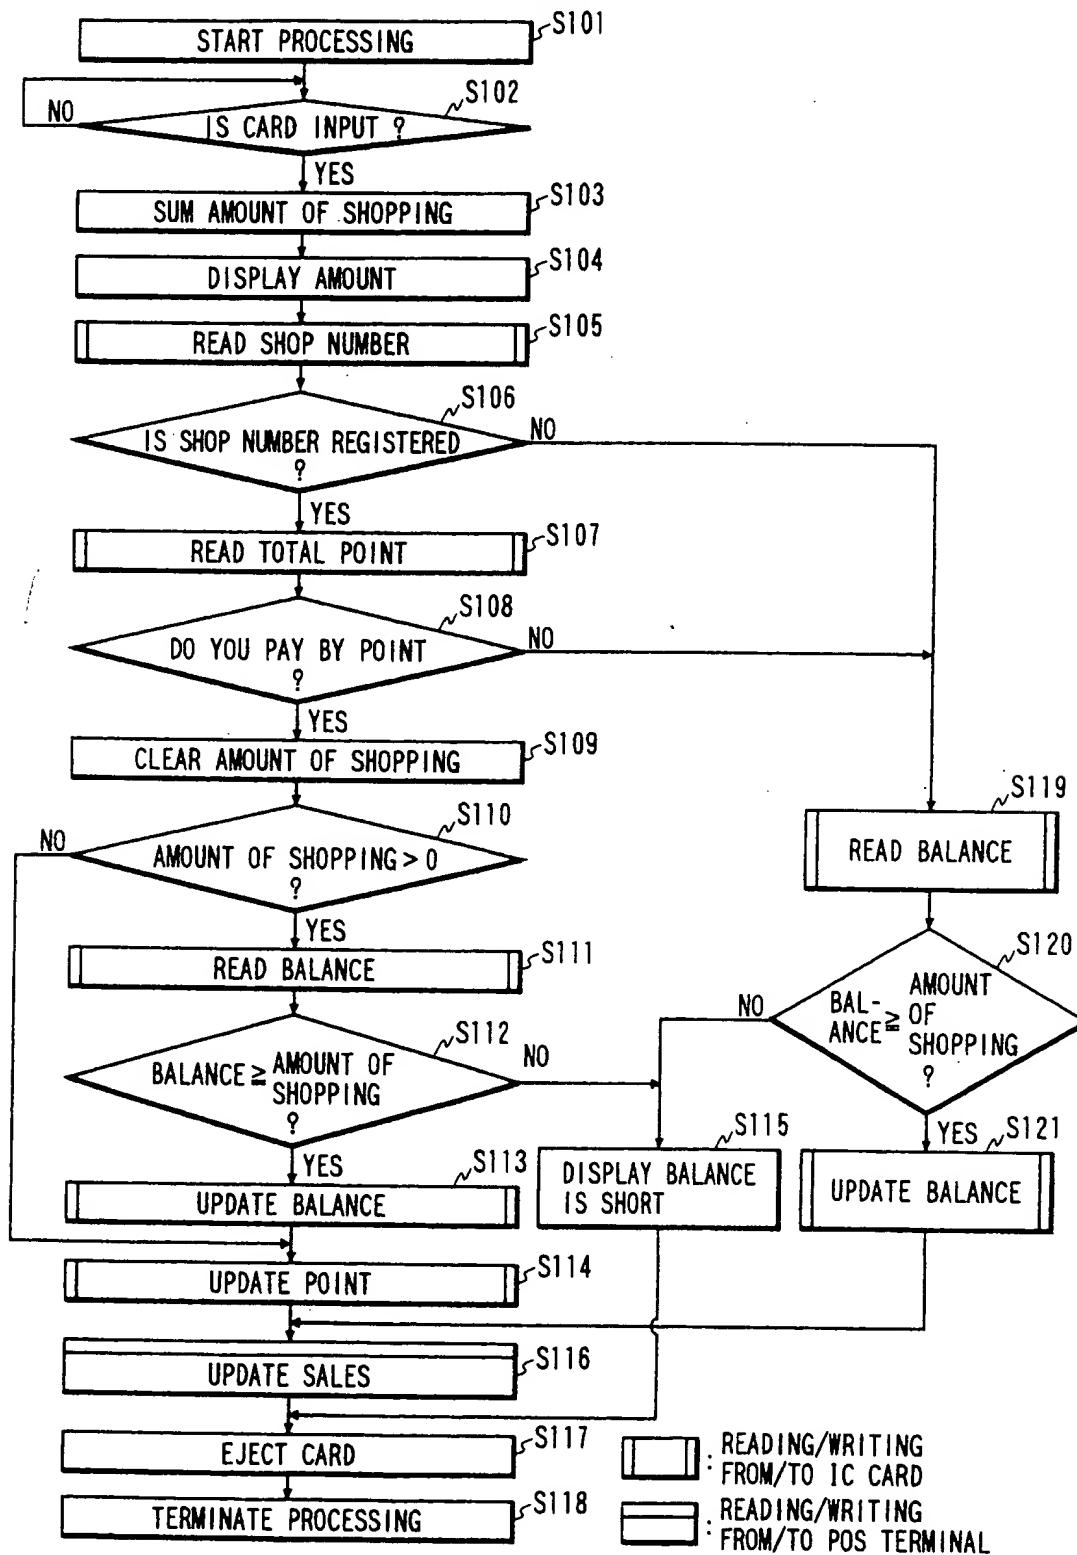 START PROCESSING
S101
S102
NO
IS CARD INPUT ?
YES
SUM AMOUNT OF SHOPPING
S103
DISPLAY AMOUNT
S104
READ SHOP NUMBER
S105
S106
IS SHOP NUMBER REGISTERED
?
NO
YES
READ TOTAL POINT
S107
S108
DO YOU PAY BY POINT
?
NO
YES
CLEAR AMOUNT OF SHOPPING
S109
S110
NO
AMOUNT OF SHOPPING > 0
?
YES
READ BALANCE
S111
S112
BALANCE ≧ AMOUNT OF
SHOPPING
?
NO
YES
S113
UPDATE BALANCE
UPDATE POINT
S114
S119
READ BALANCE
S120
NO
BAL-
ANCE ≧
AMOUNT
OF
SHOPPING
?
YES
S115
DISPLAY BALANCE
IS SHORT
S121
UPDATE BALANCE
UPDATE SALES
S116
EJECT CARD
S117
TERMINATE PROCESSING
S118
: READING/WRITING
FROM/TO IC CARD
: READING/WRITING
FROM/TO POS TERMINAL